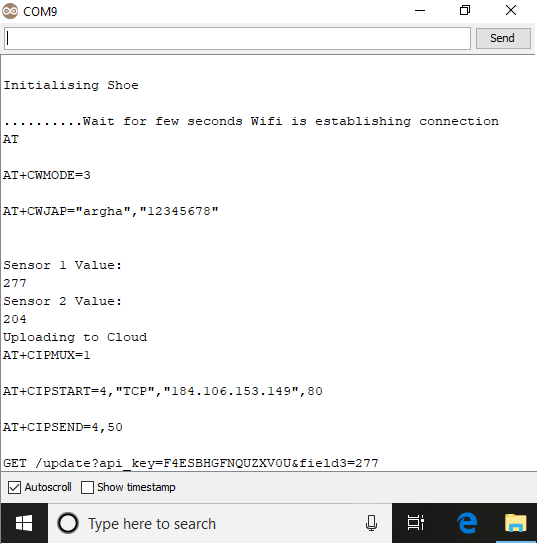 COM9
Send
Initialising Shoe
..........Wait for few seconds Wifi is establishing connection
AT
AT+CWMODE=3
AT+CWJAP="argha","12345678"
Sensor 1 Value:
277
Sensor 2 Value:
204
Uploading to Cloud
AT+CIPMUX=1
AT+CIPSTART=4,"TCP","184.106.153.149",80
AT+CIPSEND=4,50
GET /update?api_key=F4ESBHGFNQUZXV0U&field3=277
Autoscroll Show timestamp
Type here to search